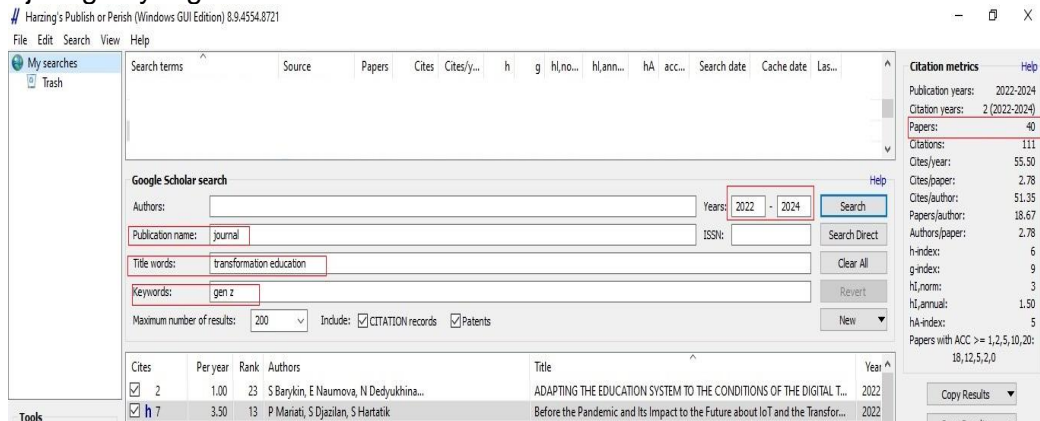 Harzing's Publish or Perish (Windows GUI Edition) 8.9.4554.8721
File Edit Search View Help
My searches
Trash
Search terms Source Papers Cites Cites/y... h g hI,no... hI,ann... hA acc... Search date Cache date Las...
Google Scholar search Help
Authors: Years: 2022 - 2024 Search
Publication name: journal ISSN: Search Direct
Title words: transformation education Clear All
Keywords: gen z Revert
Maximum number of results: 200 Include: CITATION records Patents New
Cites Per year Rank Authors Title Year
2 1.00 23 S Barykin, E Naumova, N Dedyukhina... ADAPTING THE EDUCATION SYSTEM TO THE CONDITIONS OF THE DIGITAL T... 2022
h 7 3.50 13 P Mariati, S Djazilan, S Hartatik Before the Pandemic and Its Impact to the Future about IoT and the Transfor... 2022
Tools
Citation metrics Help
Publication years: 2022-2024
Citation years: 2 (2022-2024)
Papers: 40
Citations: 111
Cites/year: 55.50
Cites/paper: 2.78
Cites/author: 51.35
Papers/author: 18.67
Authors/paper: 2.78
h-index: 6
g-index: 9
hI,norm: 3
hI,annual: 1.50
hA-index: 5
Papers with ACC >= 1,2,5,10,20:
18,12,5,2,0
Copy Results